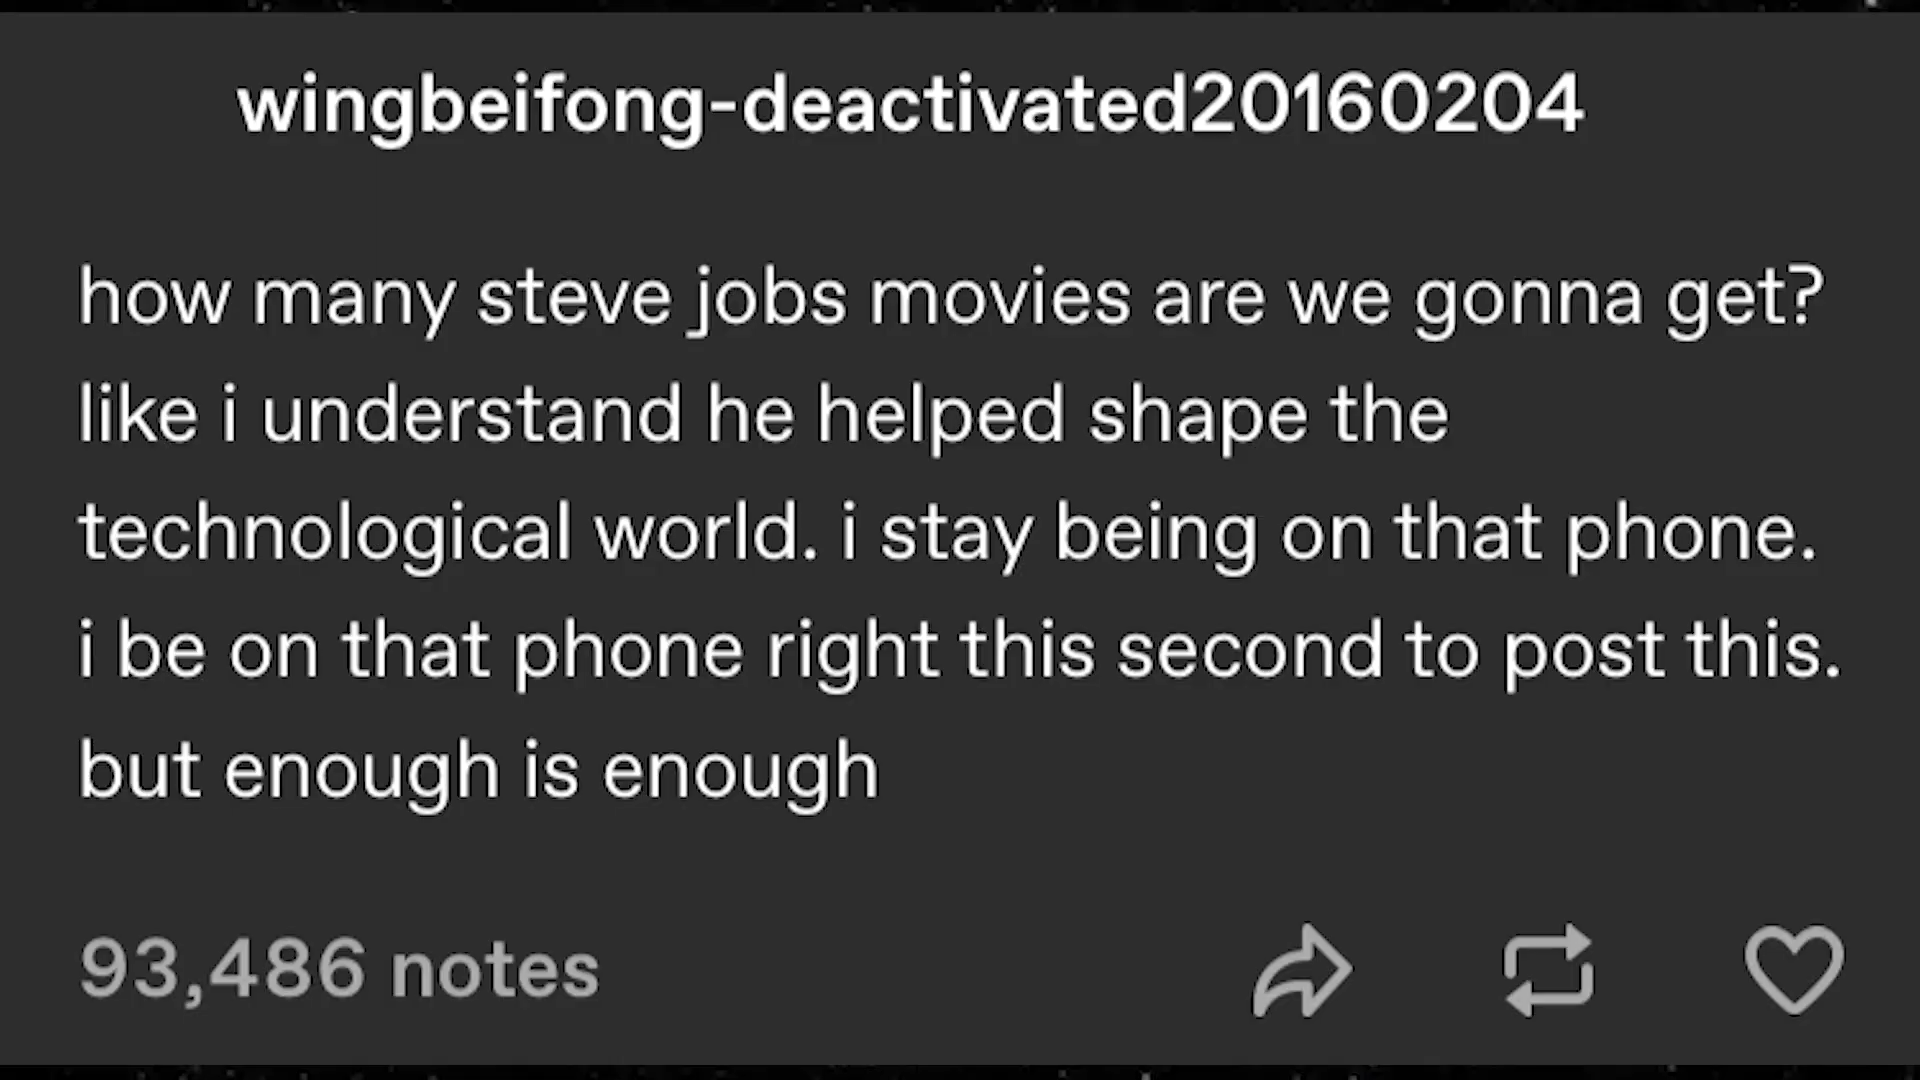 wingbeifong-deactivated20160204
how many steve jobs movies are we gonna get?
like i understand he helped shape the
technological world. i stay being on that phone.
i be on that phone right this second to post this.
but enough is enough
93,486 notes